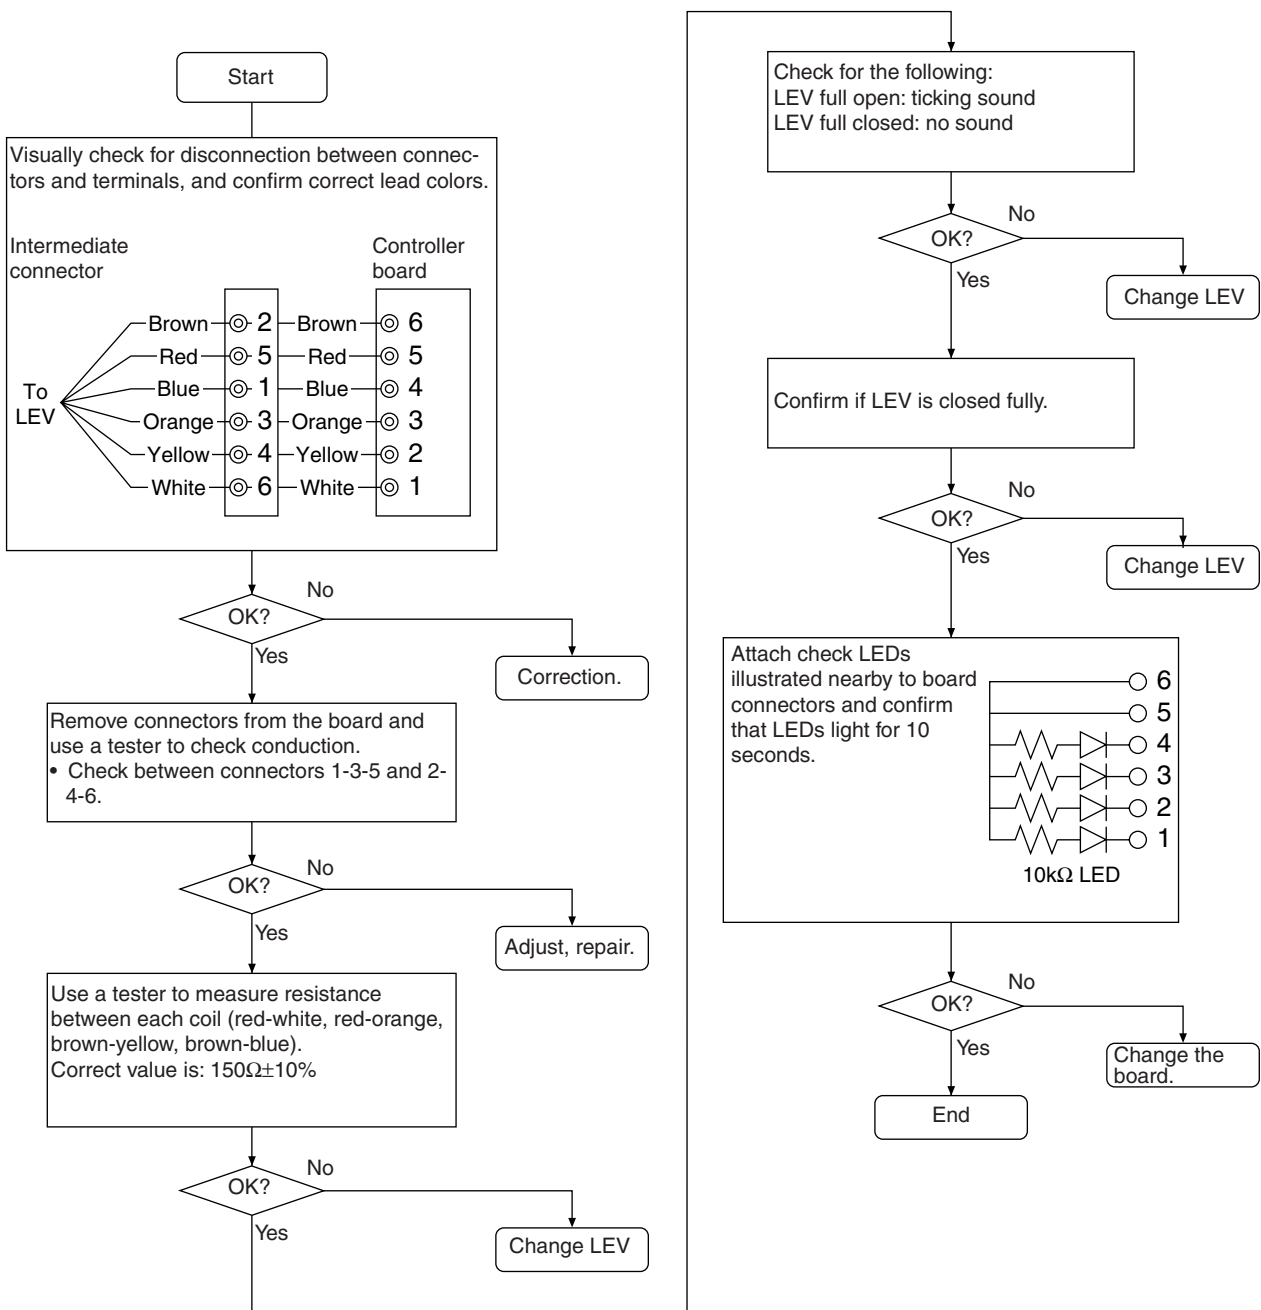 Start
Visually check for disconnection between connec-
tors and terminals, and confirm correct lead colors.
Intermediate
connector
Controller
board
To
LEV
Brown 2 Brown 6
Red 5 Red 5
Blue 1 Blue 4
Orange 3 Orange 3
Yellow 4 Yellow 2
White 6 White 1
OK?
No
Yes
Correction.
Remove connectors from the board and
use a tester to check conduction.
• Check between connectors 1-3-5 and 2-
4-6.
OK?
No
Yes
Adjust, repair.
Use a tester to measure resistance
between each coil (red-white, red-orange,
brown-yellow, brown-blue).
Correct value is: 150Ω±10%
OK?
No
Yes
Change LEV
Check for the following:
LEV full open: ticking sound
LEV full closed: no sound
OK?
No
Yes
Change LEV
Confirm if LEV is closed fully.
OK?
No
Yes
Change LEV
Attach check LEDs
illustrated nearby to board
connectors and confirm
that LEDs light for 10
seconds.
6
5
4
3
2
1
10kΩ LED
OK?
No
Yes
Change the
board.
End